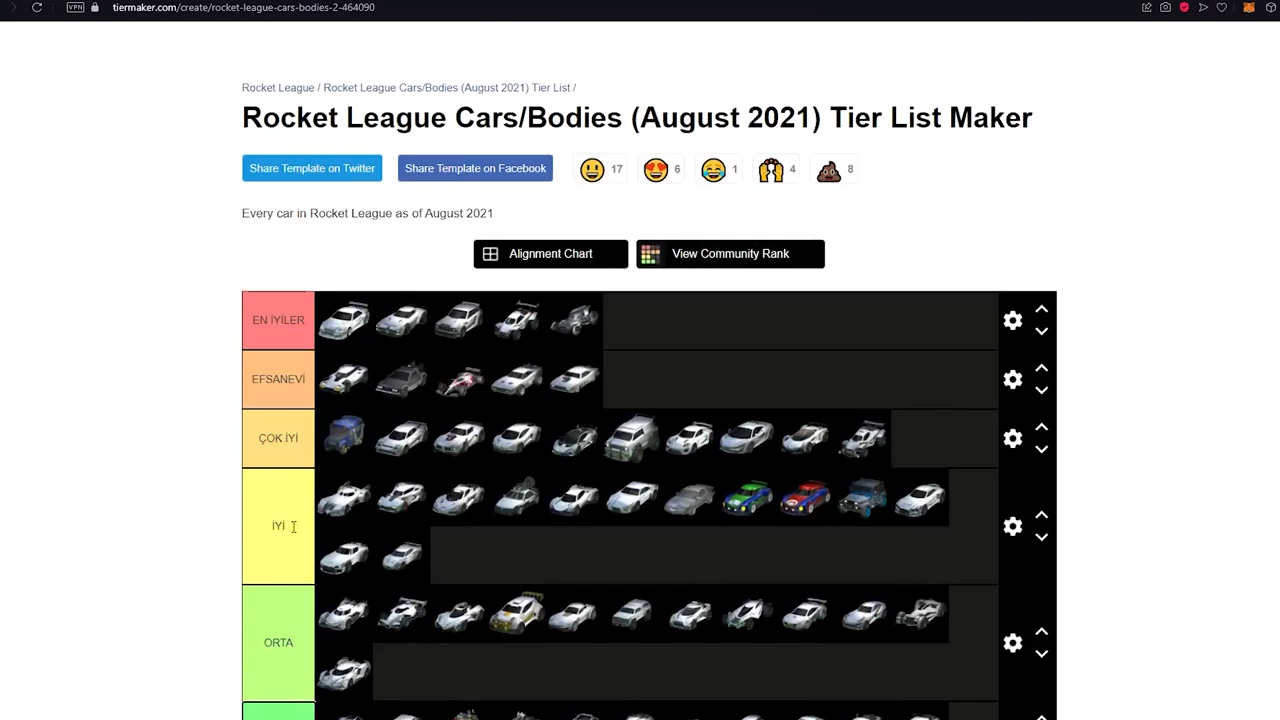 VPN tiermaker.com/create/rocket-league-cars-bodies-2-464090
Rocket League / Rocket League Cars/Bodies (August 2021) Tier List /
Rocket League Cars/Bodies (August 2021) Tier List Maker
Share Template on Twitter Share Template on Facebook 17 6 1 4 8
Every car in Rocket League as of August 2021
Alignment Chart View Community Rank
EN İYİLER
EFSANEVİ
ÇOK İYİ
İYİ
ORTA